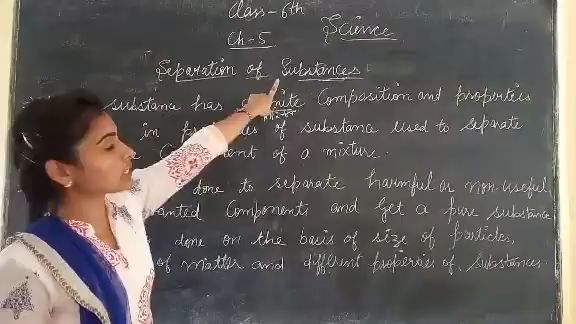 Class - 6th
Ch - 5 Science
Separation of Substances
substance has Composition and properties
in of substance used to separate
of a mixture.
done to separate harmful or non-useful,
Components and Get a pure substance
done on the basis of size of particles,
of matter and different properties of substances